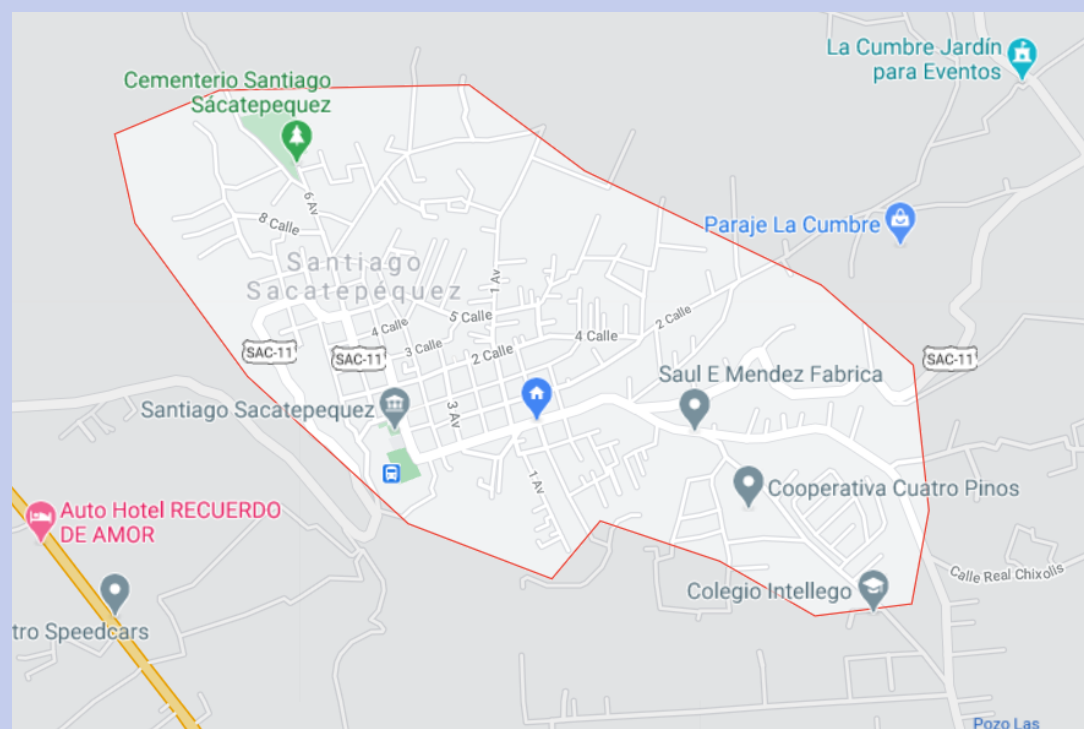 La Cumbre Jardín
para Eventos
Cementerio Santiago
Sacatepequez
6 Av
8 Calle
Paraje La Cumbre
Santiago
Sacatepéquez
1 Av
5 Calle
4 Calle
2 Calle
4 Calle
3 Calle
2 Calle
SAC-11
SAC-11
SAC-11
Saul E Mendez Fabrica
Santiago Sacatepequez
3 Av
1 Av
Cooperativa Cuatro Pinos
Auto Hotel RECUERDO
DE AMOR
Calle Real Chixolis
Colegio Intellego
tro Speedcars
Pozo Las